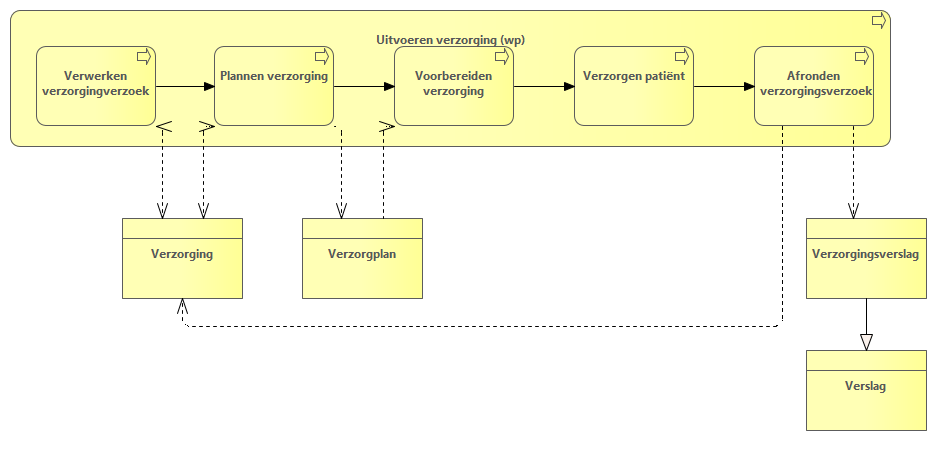 Uitvoeren verzorging (wp)
Verwerken
verzorgingverzoek
Plannen verzorging
Voorbereiden
verzorging
Verzorgen patiënt
Afronden
verzorgingsverzoek
Verzorging
Verzorgplan
Verzorgingsverslag
Verslag